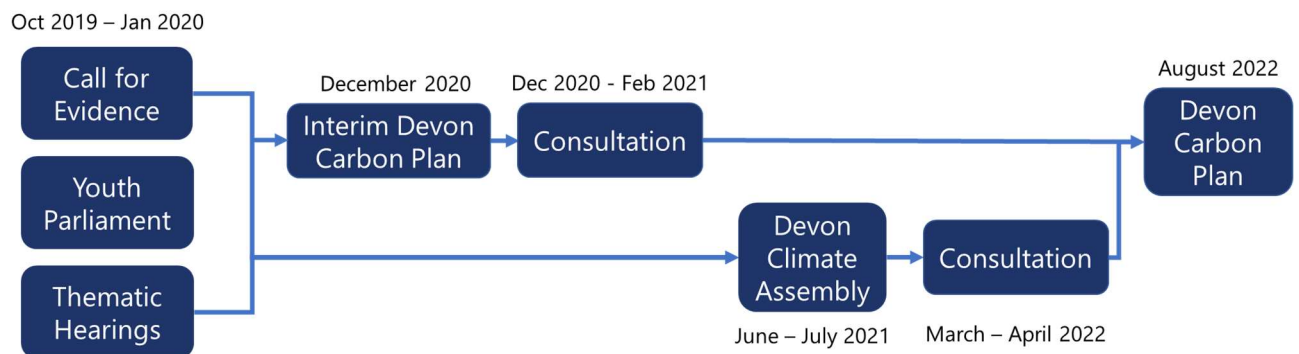 Oct 2019 – Jan 2020
Call for
Evidence
Youth
Parliament
Thematic
Hearings
December 2020
Interim Devon
Carbon Plan
Dec 2020 - Feb 2021
Consultation
Devon
Climate
Assembly
June – July 2021
Consultation
March – April 2022
August 2022
Devon
Carbon
Plan